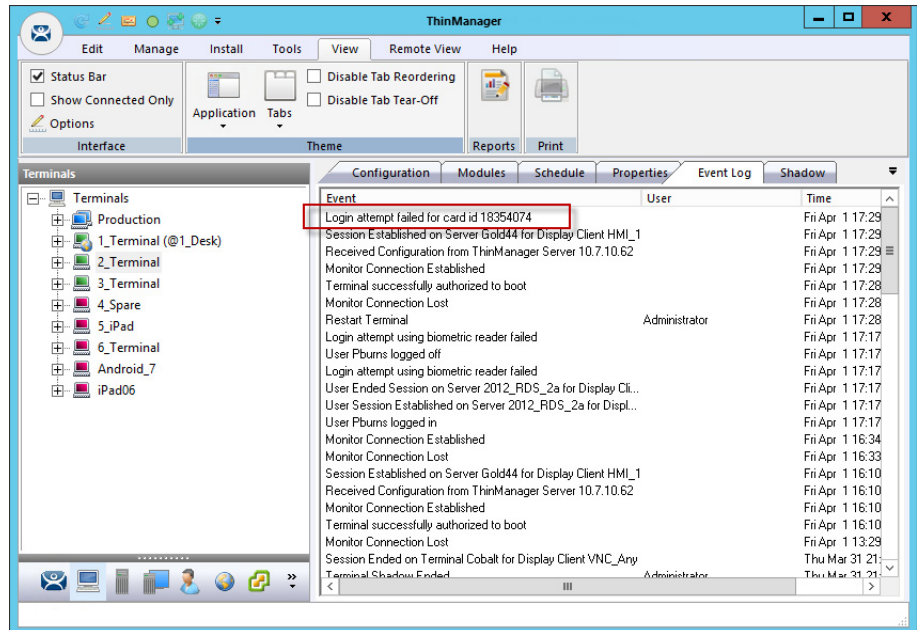 ThinManager
Edit Manage Install Tools View Remote View Help
Status Bar
Show Connected Only
Options
Interface
Application Tabs
Disable Tab Reordering
Disable Tab Tear-Off
Theme
Reports
Print
Terminals
Terminals
Production
1_Terminal (@1_Desk)
2_Terminal
3_Terminal
4_Spare
5_iPad
6_Terminal
Android_7
iPad06
Configuration Modules Schedule Properties Event Log Shadow
Event User Time
Login attempt failed for card id 18354074 Fri Apr 1 17:29
Session Established on Server Gold44 for Display Client HMI_1 Fri Apr 1 17:29
Received Configuration from ThinManager Server 10.7.10.62 Fri Apr 1 17:29
Monitor Connection Established Fri Apr 1 17:29
Terminal successfully authorized to boot Fri Apr 1 17:28
Monitor Connection Lost Fri Apr 1 17:28
Restart Terminal Administrator Fri Apr 1 17:28
Login attempt using biometric reader failed Fri Apr 1 17:17
User Pburns logged off Fri Apr 1 17:17
Login attempt using biometric reader failed Fri Apr 1 17:17
User Ended Session on Server 2012_RDS_2a for Display Cli... Fri Apr 1 17:17
User Session Established on Server 2012_RDS_2a for Displ... Fri Apr 1 17:17
User Pburns logged in Fri Apr 1 17:17
Monitor Connection Established Fri Apr 1 16:34
Monitor Connection Lost Fri Apr 1 16:33
Session Established on Server Gold44 for Display Client HMI_1 Fri Apr 1 16:10
Received Configuration from ThinManager Server 10.7.10.62 Fri Apr 1 16:10
Monitor Connection Established Fri Apr 1 16:10
Terminal successfully authorized to boot Fri Apr 1 16:10
Monitor Connection Lost Fri Apr 1 13:29
Session Ended on Terminal Cobalt for Display Client VNC_Any Thu Mar 31 21:
Terminal Shadow Ended Administrator Thu Mar 31 21: